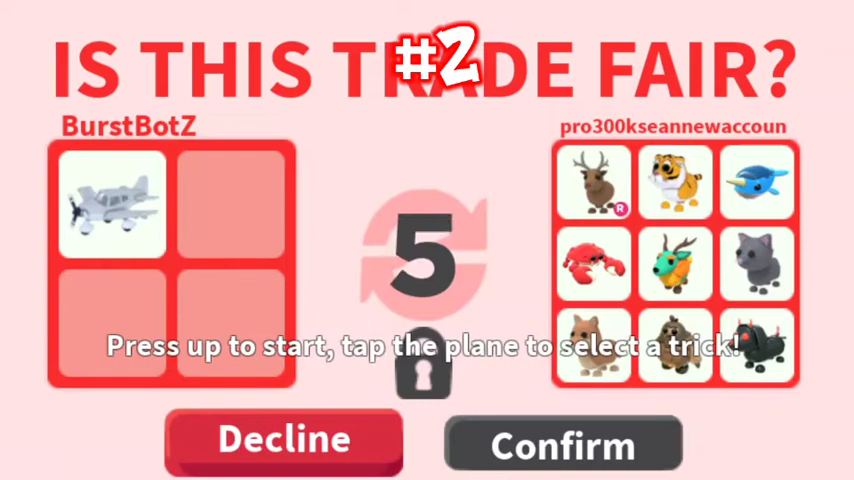 IS THIS TRADE FAIR?
#2
BurstBotZ
pro300kseannewaccoun
R
5
Press up to start, tap the plane to select a trick!
Decline
Confirm